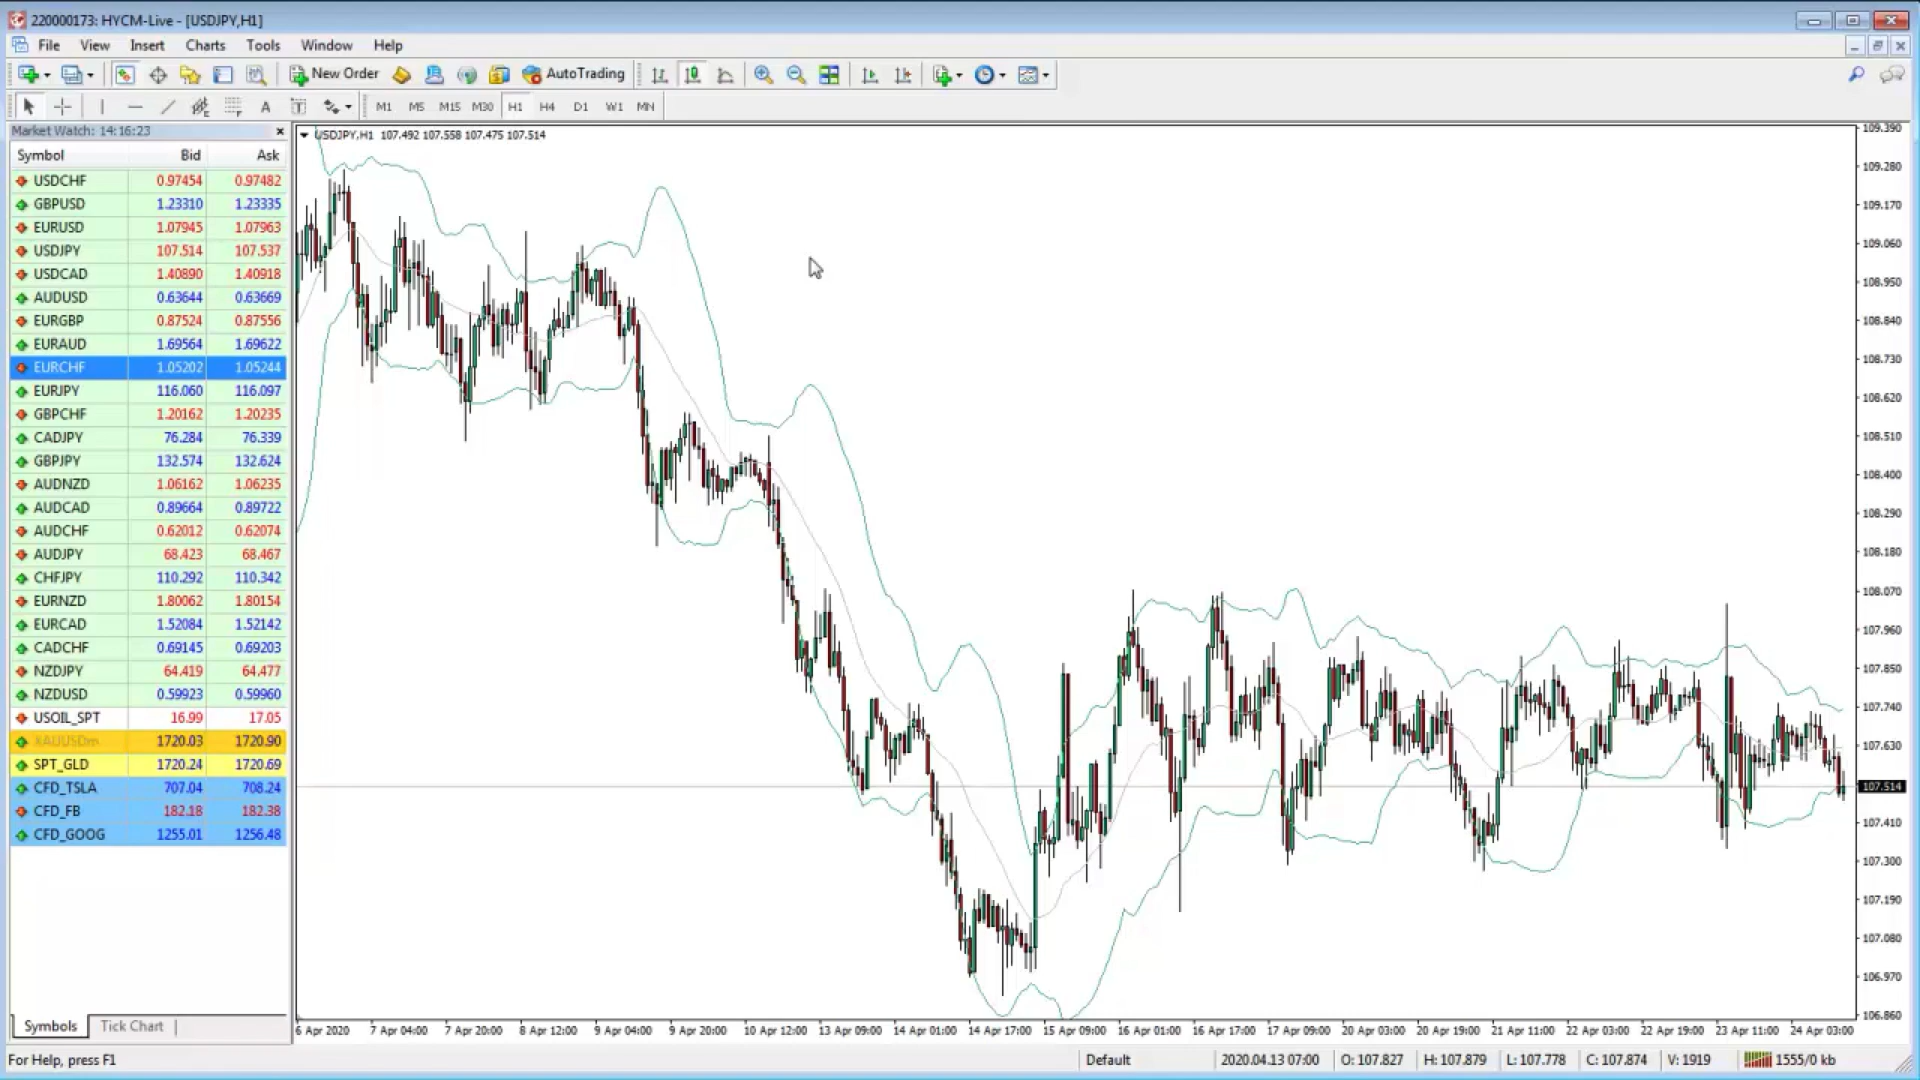 220000173: HYCM-Live - [USDJPY,H1]
File View Insert Charts Tools Window Help
New Order AutoTrading
A T M1 M5 M15 M30 H1 H4 D1 W1 MN
Market Watch: 14:16:23
Symbol Bid Ask
USDCHF 0.97454 0.97482
GBPUSD 1.23310 1.23335
EURUSD 1.07945 1.07963
USDJPY 107.514 107.537
USDCAD 1.40890 1.40918
AUDUSD 0.63644 0.63669
EURGBP 0.87524 0.87556
EURAUD 1.69564 1.69622
EURCHF 1.05202 1.05244
EURJPY 116.060 116.097
GBPCHF 1.20162 1.20235
CADJPY 76.284 76.339
GBPJPY 132.574 132.624
AUDNZD 1.06162 1.06235
AUDCAD 0.89664 0.89722
AUDCHF 0.62012 0.62074
AUDJPY 68.423 68.467
CHFJPY 110.292 110.342
EURNZD 1.80062 1.80154
EURCAD 1.52084 1.52142
CADCHF 0.69145 0.69203
NZDJPY 64.419 64.477
NZDUSD 0.59923 0.59960
USOIL_SPT 16.99 17.05
XAUUSDm 1720.03 1720.90
SPT_GLD 1720.24 1720.69
CFD_TSLA 707.04 708.24
CFD_FB 182.18 182.38
CFD_GOOG 1255.01 1256.48
Symbols Tick Chart
USDJPY,H1 107.492 107.558 107.475 107.514
109.390
109.280
109.170
109.060
108.950
108.840
108.730
108.620
108.510
108.400
108.290
108.180
108.070
107.960
107.850
107.740
107.630
107.514
107.410
107.300
107.190
107.080
106.970
106.860
6 Apr 2020 7 Apr 04:00 7 Apr 20:00 8 Apr 12:00 9 Apr 04:00 9 Apr 20:00 10 Apr 12:00 13 Apr 09:00 14 Apr 01:00 14 Apr 17:00 15 Apr 09:00 16 Apr 01:00 16 Apr 17:00 17 Apr 09:00 20 Apr 03:00 20 Apr 19:00 21 Apr 11:00 22 Apr 03:00 22 Apr 19:00 23 Apr 11:00 24 Apr 03:00
For Help, press F1 Default 2020.04.13 07:00 O: 107.827 H: 107.879 L: 107.778 C: 107.874 V: 1919 1555/0 kb